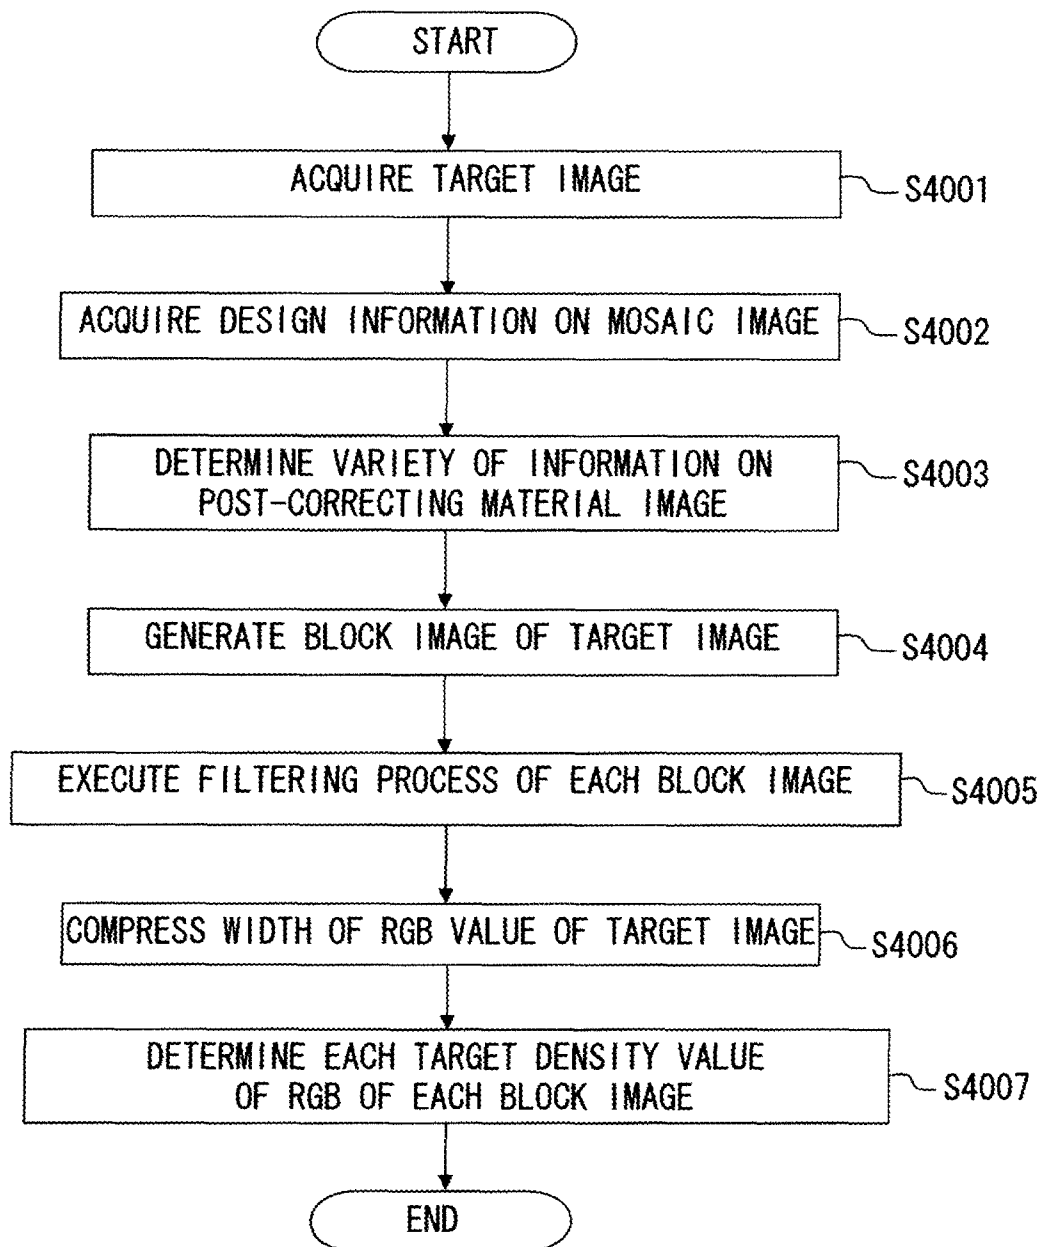 START
ACQUIRE TARGET IMAGE
S4001
ACQUIRE DESIGN INFORMATION ON MOSAIC IMAGE
S4002
DETERMINE VARIETY OF INFORMATION ON
POST-CORRECTING MATERIAL IMAGE
S4003
GENERATE BLOCK IMAGE OF TARGET IMAGE
S4004
EXECUTE FILTERING PROCESS OF EACH BLOCK IMAGE
S4005
COMPRESS WIDTH OF RGB VALUE OF TARGET IMAGE
S4006
DETERMINE EACH TARGET DENSITY VALUE
OF RGB OF EACH BLOCK IMAGE
S4007
END